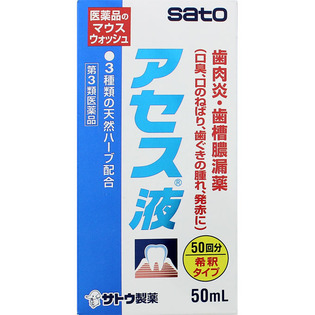 医薬品の
マウス
ウォッシュ
sato
歯肉炎・歯槽膿漏薬
(口臭、口のねばり、歯ぐきの腫れ、発赤に)
アセス液®
●3種類の天然ハーブ配合
第3類医薬品
50回分
希釈
タイプ
サトウ製薬
50mL